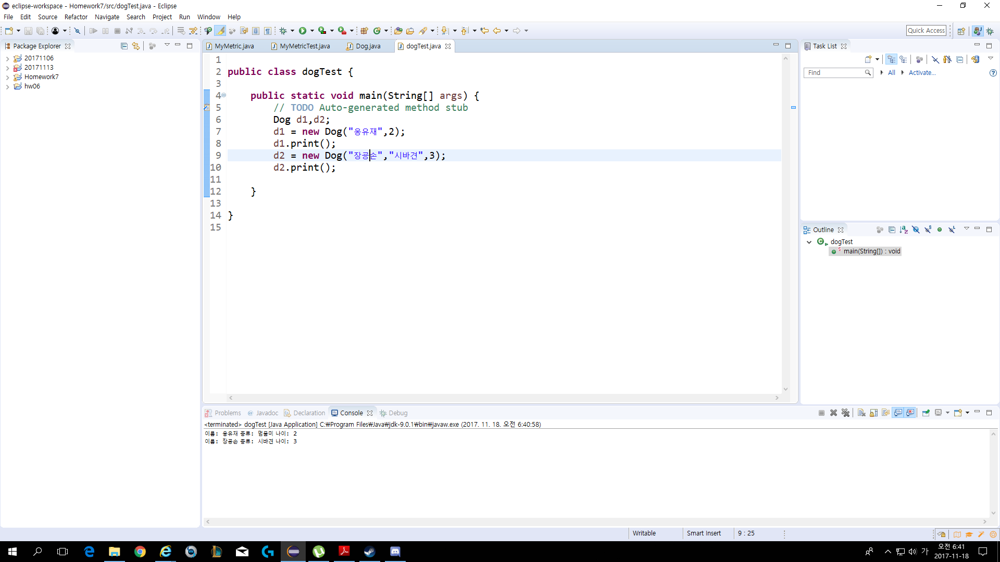 eclipse-workspace - Homework7/src/dogTest.java - Eclipse
File Edit Source Refactor Navigate Search Project Run Window Help
Quick Access
Package Explorer
20171106
20171113
Homework7
hw06
MyMetric.java MyMetricTest.java Dog.java dogTest.java
1
2 public class dogTest {
3
4 public static void main(String[] args) {
5 // TODO Auto-generated method stub
6 Dog d1,d2;
7 d1 = new Dog("웅유재",2);
8 d1.print();
9 d2 = new Dog("장공손","시바견",3);
10 d2.print();
11
12 }
13
14 }
15
Task List
Find All Activate...
Outline
dogTest
main(String[]) : void
Problems @ Javadoc Declaration Console Debug
<terminated> dogTest [Java Application] C:₩Program Files₩Java₩jdk-9.0.1₩bin₩javaw.exe (2017. 11. 18. 오전 6:40:58)
이름: 웅유재 종류: 멈뭄미 나이: 2
이름: 장공손 종류: 시바견 나이: 3
Writable Smart Insert 9 : 25
가
오전 6:41
2017-11-18